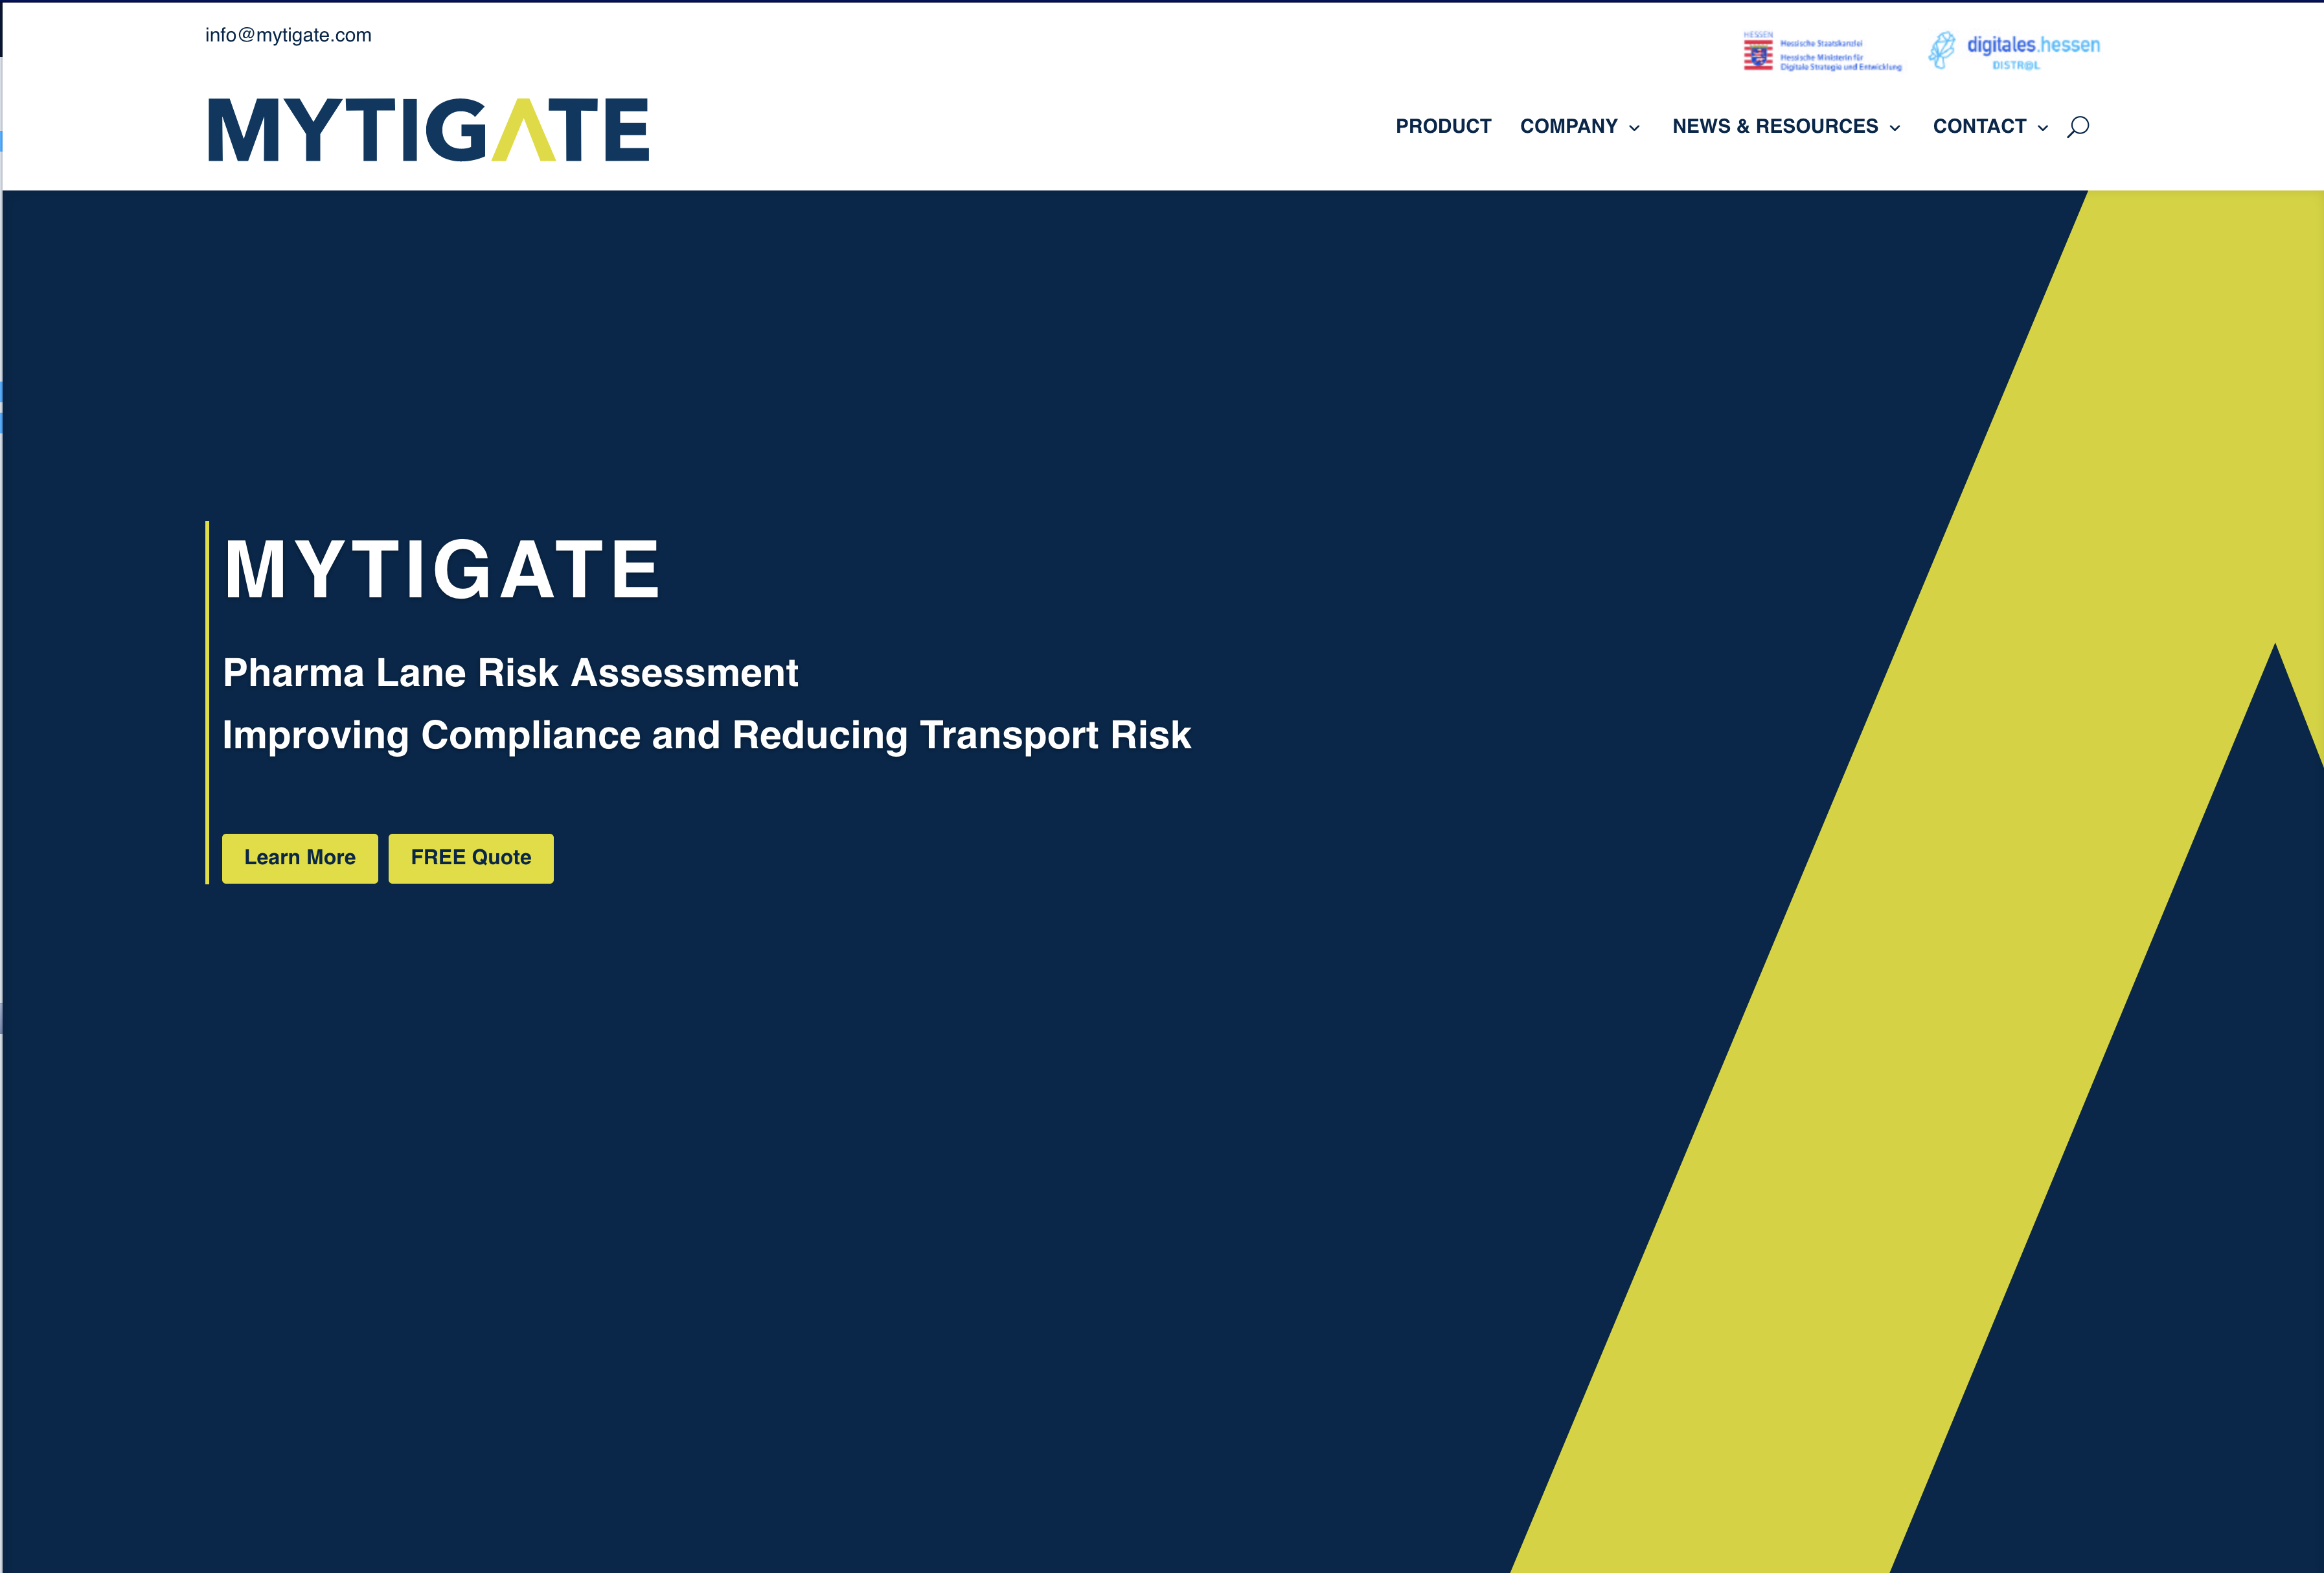 info@mytigate.com
HESSEN
Hessische Staatskanzlei
Hessische Ministerin für
Digitale Strategie und Entwicklung
digitales.hessen
DISTR@L
MYTIGATE
PRODUCT COMPANY NEWS & RESOURCES CONTACT
MYTIGATE
Pharma Lane Risk Assessment
Improving Compliance and Reducing Transport Risk
Learn More FREE Quote